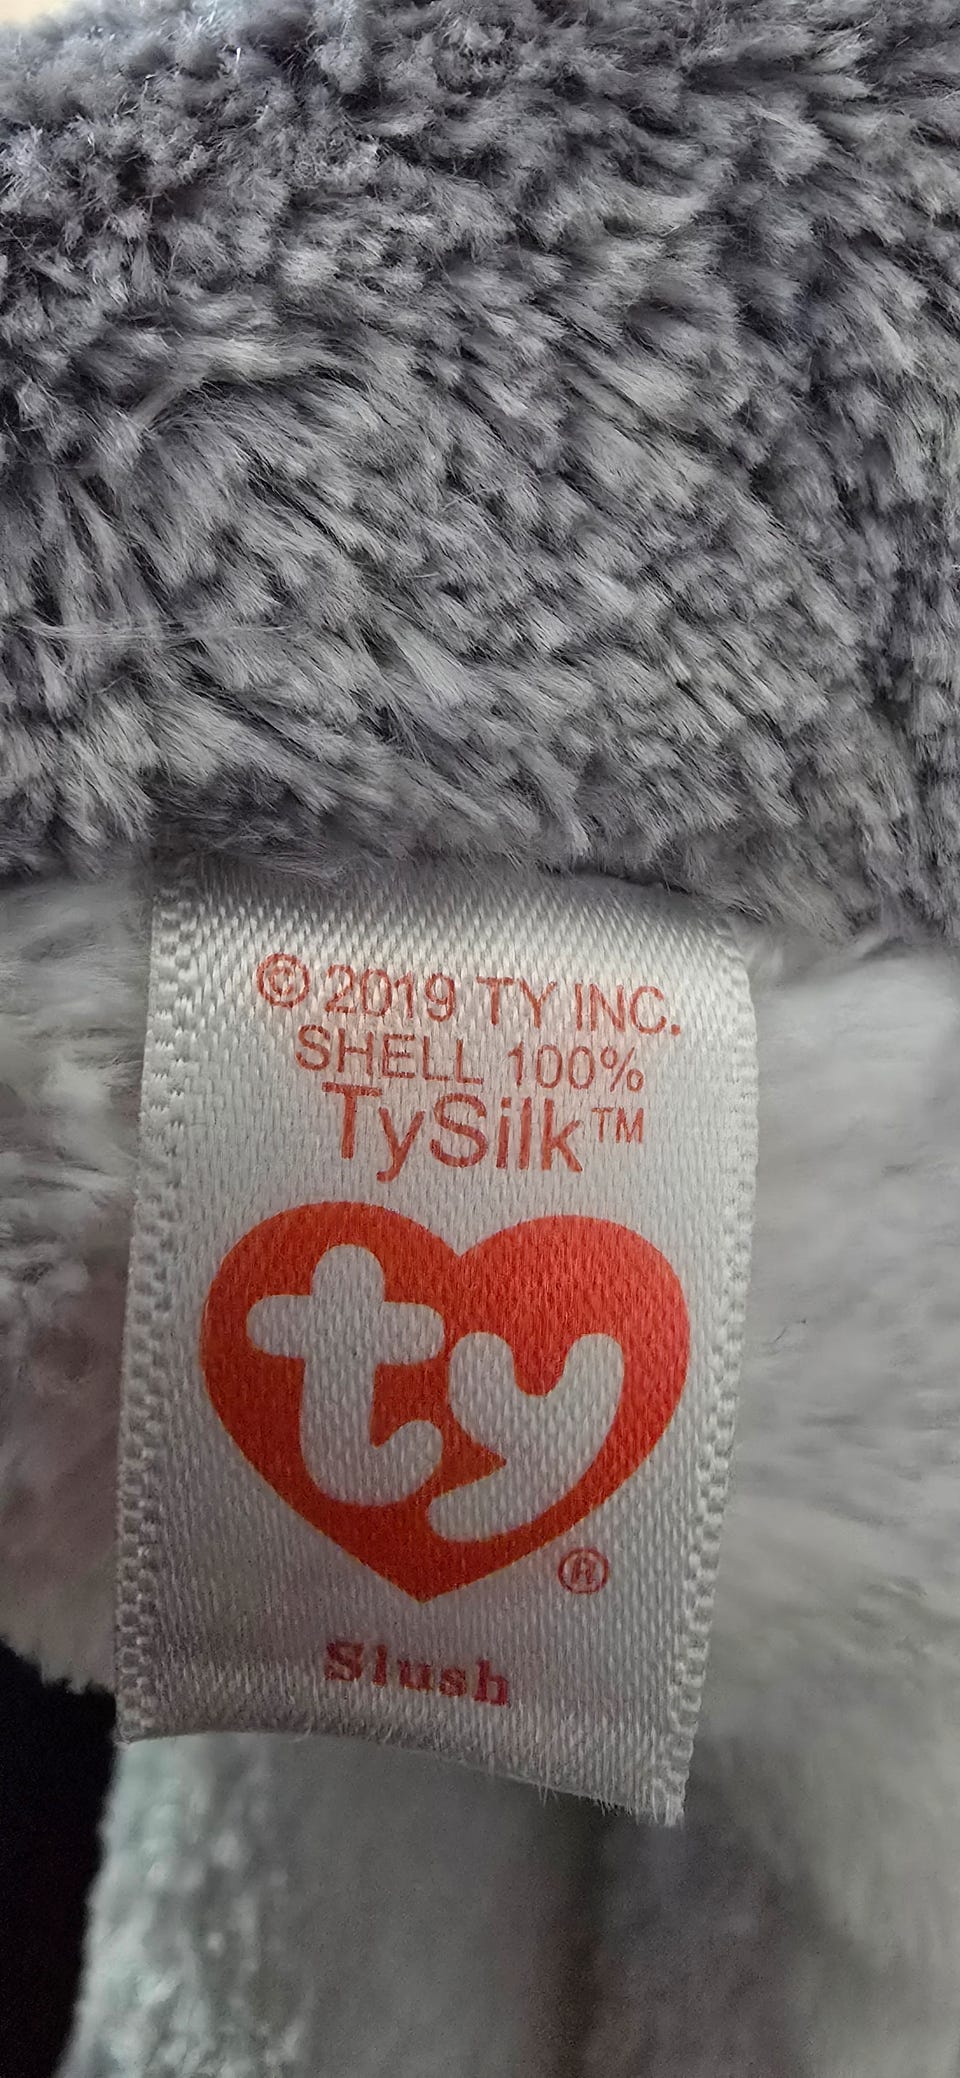 © 2019 TY INC.
SHELL 100%
TySilk™
ty
®
Slush